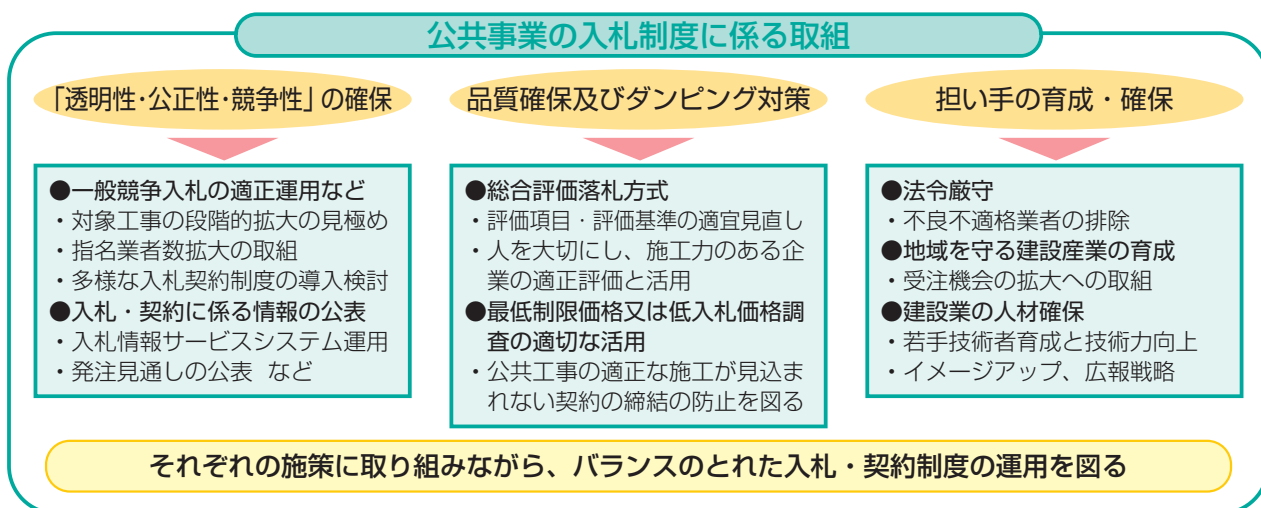 公共事業の入札制度に係る取組
「透明性・公正性・競争性」の確保
●一般競争入札の適正運用など
・対象工事の段階的拡大の見極め
・指名業者数拡大の取組
・多様な入札契約制度の導入検討
●入札・契約に係る情報の公表
・入札情報サービスシステム運用
・発注見通しの公表 など
品質確保及びダンピング対策
●総合評価落札方式
・評価項目・評価基準の適宜見直し
・人を大切にし、施工力のある企
業の適正評価と活用
●最低制限価格又は低入札価格調
査の適切な活用
・公共工事の適正な施工が見込ま
れない契約の締結の防止を図る
担い手の育成・確保
●法令厳守
・不良不適格業者の排除
●地域を守る建設産業の育成
・受注機会の拡大への取組
●建設業の人材確保
・若手技術者育成と技術力向上
・イメージアップ、広報戦略
それぞれの施策に取り組みながら、バランスのとれた入札・契約制度の運用を図る